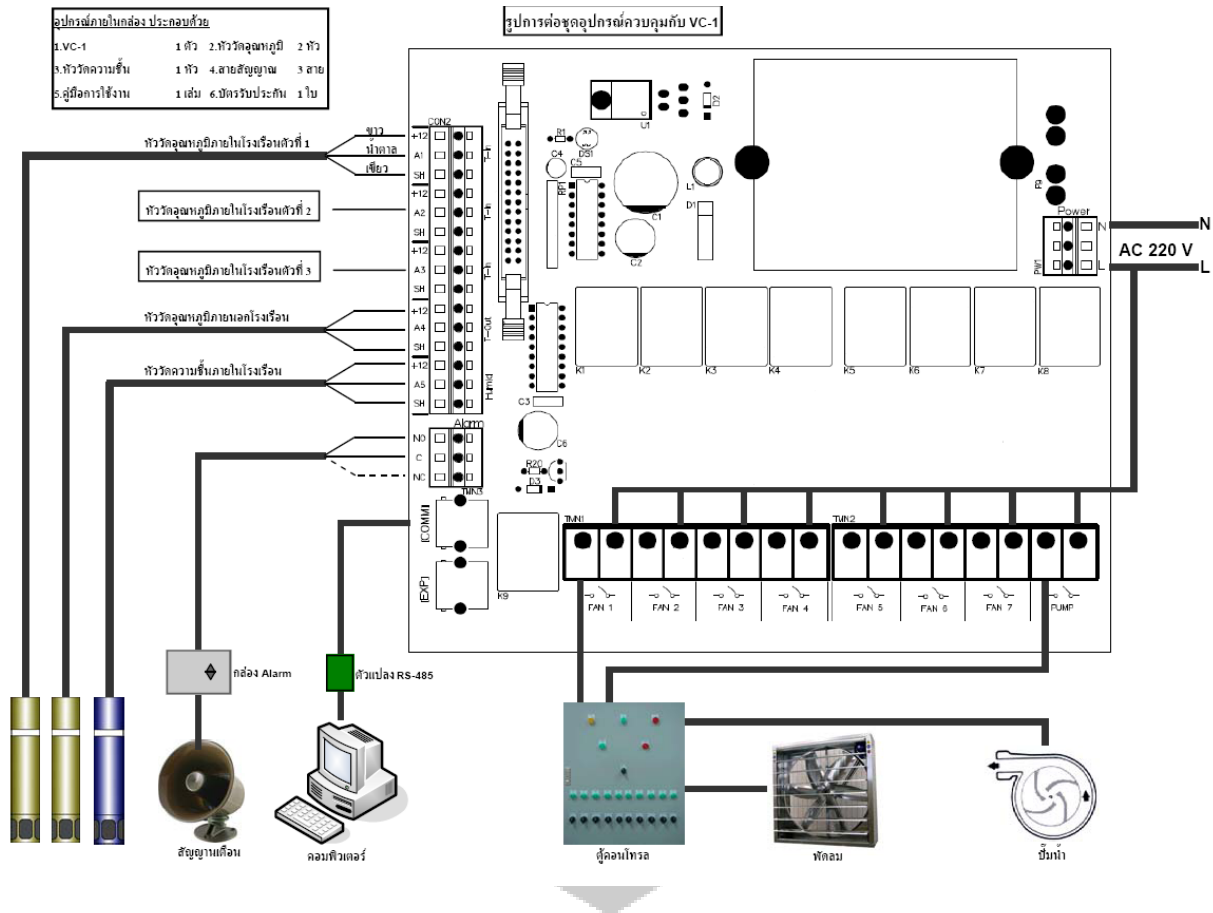 รูปการต่อชุดอุปกรณ์ควบคุมกับ VC-1
อุปกรณ์ภายในกล่อง ประกอบด้วย
1.VC-1 1 ตัว 2.หัววัดอุณหภูมิ 2 หัว
3.หัววัดความชื้น 1 หัว 4.สายสัญญาณ 3 สาย
5.คู่มือการใช้งาน 1 เล่ม 6.บัตรรับประกัน 1 ใบ
หัววัดอุณหภูมิภายในโรงเรือนตัวที่ 1
ขาว
น้ำตาล
เขียว
หัววัดอุณหภูมิภายในโรงเรือนตัวที่ 2
หัววัดอุณหภูมิภายในโรงเรือนตัวที่ 3
หัววัดอุณหภูมิภายนอกโรงเรือน
หัววัดความชื้นภายในโรงเรือน
CON2
+12
A1
SH
T-In
+12
A2
SH
T-In
+12
A3
SH
T-In
+12
A4
SH
T-Out
+12
A5
SH
Humid
Alarm
NO
C
NC
TMN3
(COMM)
(EXP)
K9
R1
DS1
C4
C5
RP1
U1
D2
C1
C2
L1
D1
C3
C6
R20
D3
F9
Power
PW1
N
L
N
AC 220 V
L
K1
K2
K3
K4
K5
K6
K7
K8
TMN1
TMN2
FAN 1
FAN 2
FAN 3
FAN 4
FAN 5
FAN 6
FAN 7
PUMP
กล่อง Alarm
ตัวแปลง RS-485
สัญญานเตือน
คอมพิวเตอร์
ตู้คอนโทรล
พัดลม
ปั๊มน้ำ